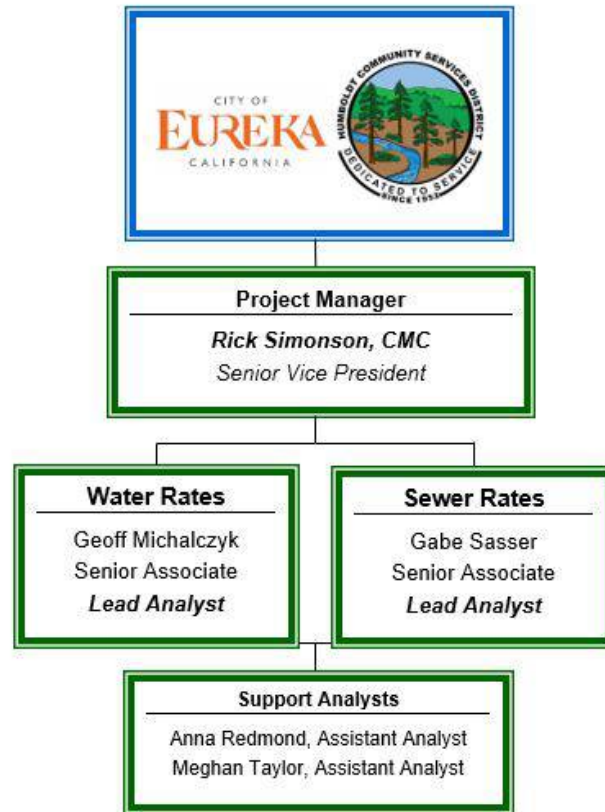 CITY OF
EUREKA
CALIFORNIA
HUMBOLDT COMMUNITY SERVICES DISTRICT
DEDICATED TO SERVICE
SINCE 1952
Project Manager
Rick Simonson, CMC
Senior Vice President
Water Rates
Geoff Michalczyk
Senior Associate
Lead Analyst
Sewer Rates
Gabe Sasser
Senior Associate
Lead Analyst
Support Analysts
Anna Redmond, Assistant Analyst
Meghan Taylor, Assistant Analyst